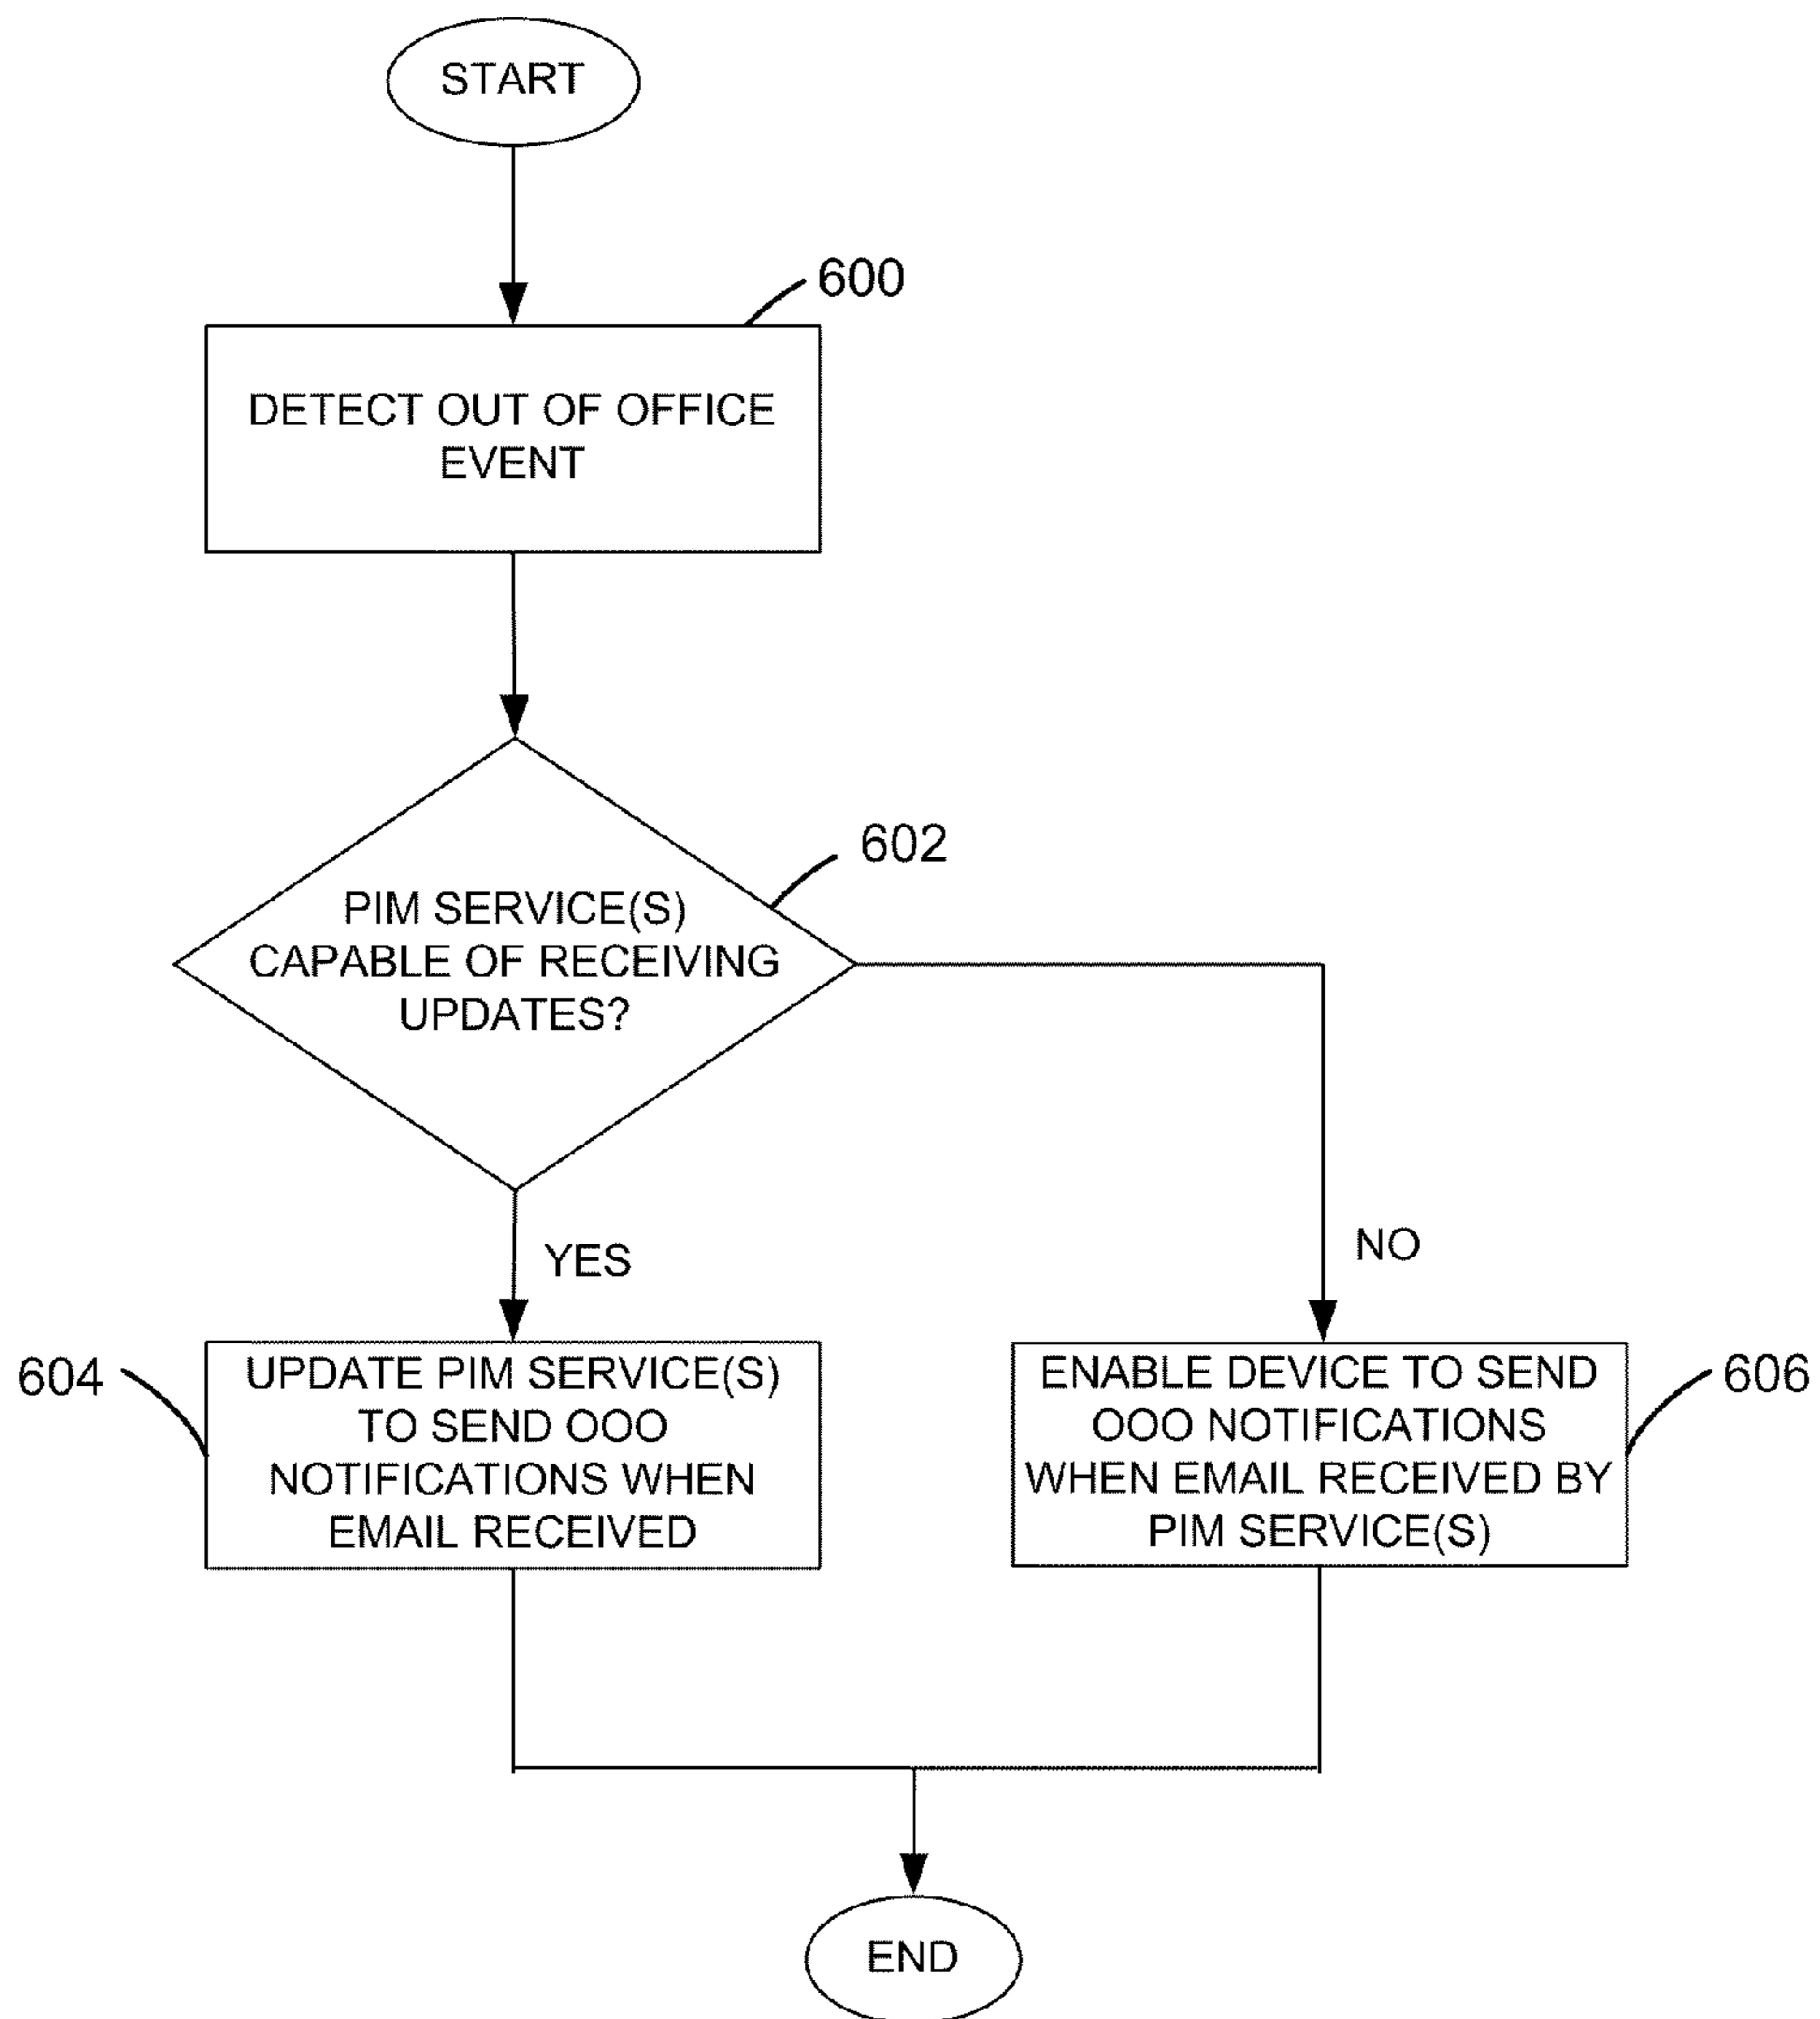 START
600
DETECT OUT OF OFFICE
EVENT
602
PIM SERVICE(S)
CAPABLE OF RECEIVING
UPDATES?
YES
NO
604
UPDATE PIM SERVICE(S)
TO SEND OOO
NOTIFICATIONS WHEN
EMAIL RECEIVED
ENABLE DEVICE TO SEND
OOO NOTIFICATIONS
WHEN EMAIL RECEIVED BY
PIM SERVICE(S)
606
END